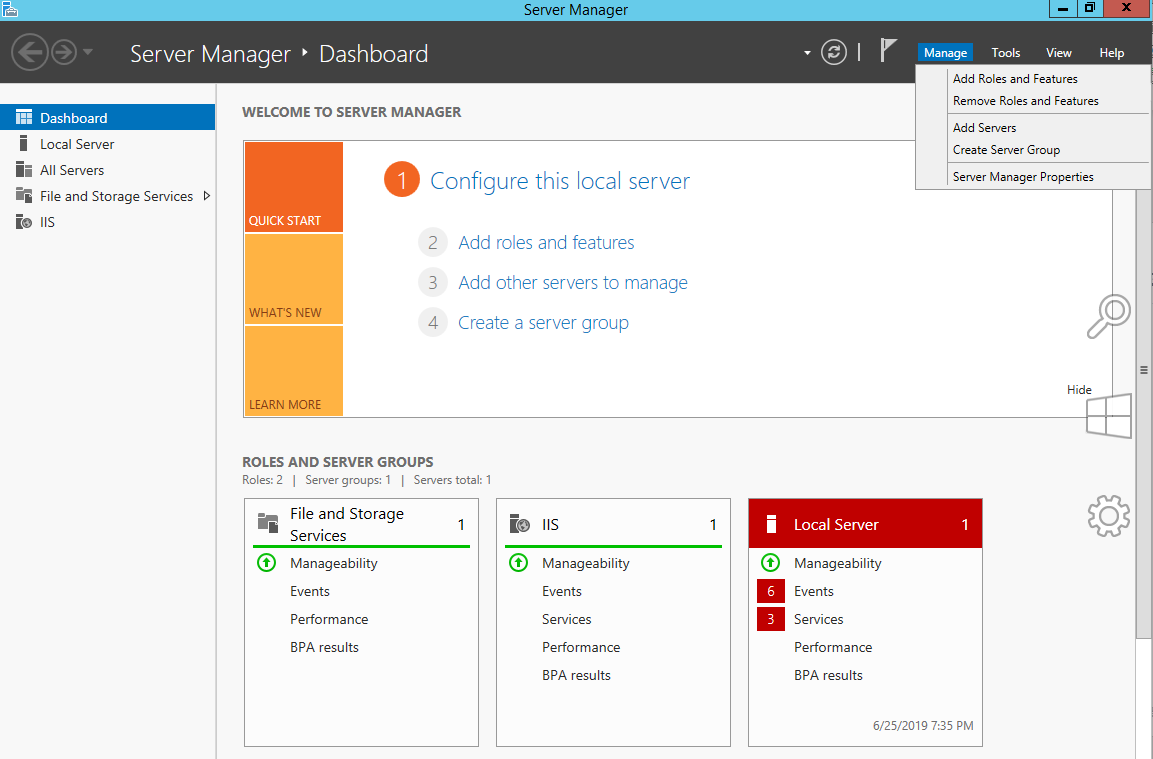 Server Manager
Server Manager • Dashboard
Manage Tools View Help
Add Roles and Features
Remove Roles and Features
Add Servers
Create Server Group
Server Manager Properties
Dashboard
Local Server
All Servers
File and Storage Services
IIS
WELCOME TO SERVER MANAGER
QUICK START
WHAT'S NEW
LEARN MORE
1 Configure this local server
2 Add roles and features
3 Add other servers to manage
4 Create a server group
Hide
ROLES AND SERVER GROUPS
Roles: 2 | Server groups: 1 | Servers total: 1
File and Storage
Services
1
Manageability
Events
Performance
BPA results
IIS 1
Manageability
Events
Services
Performance
BPA results
Local Server 1
Manageability
6 Events
3 Services
Performance
BPA results
6/25/2019 7:35 PM